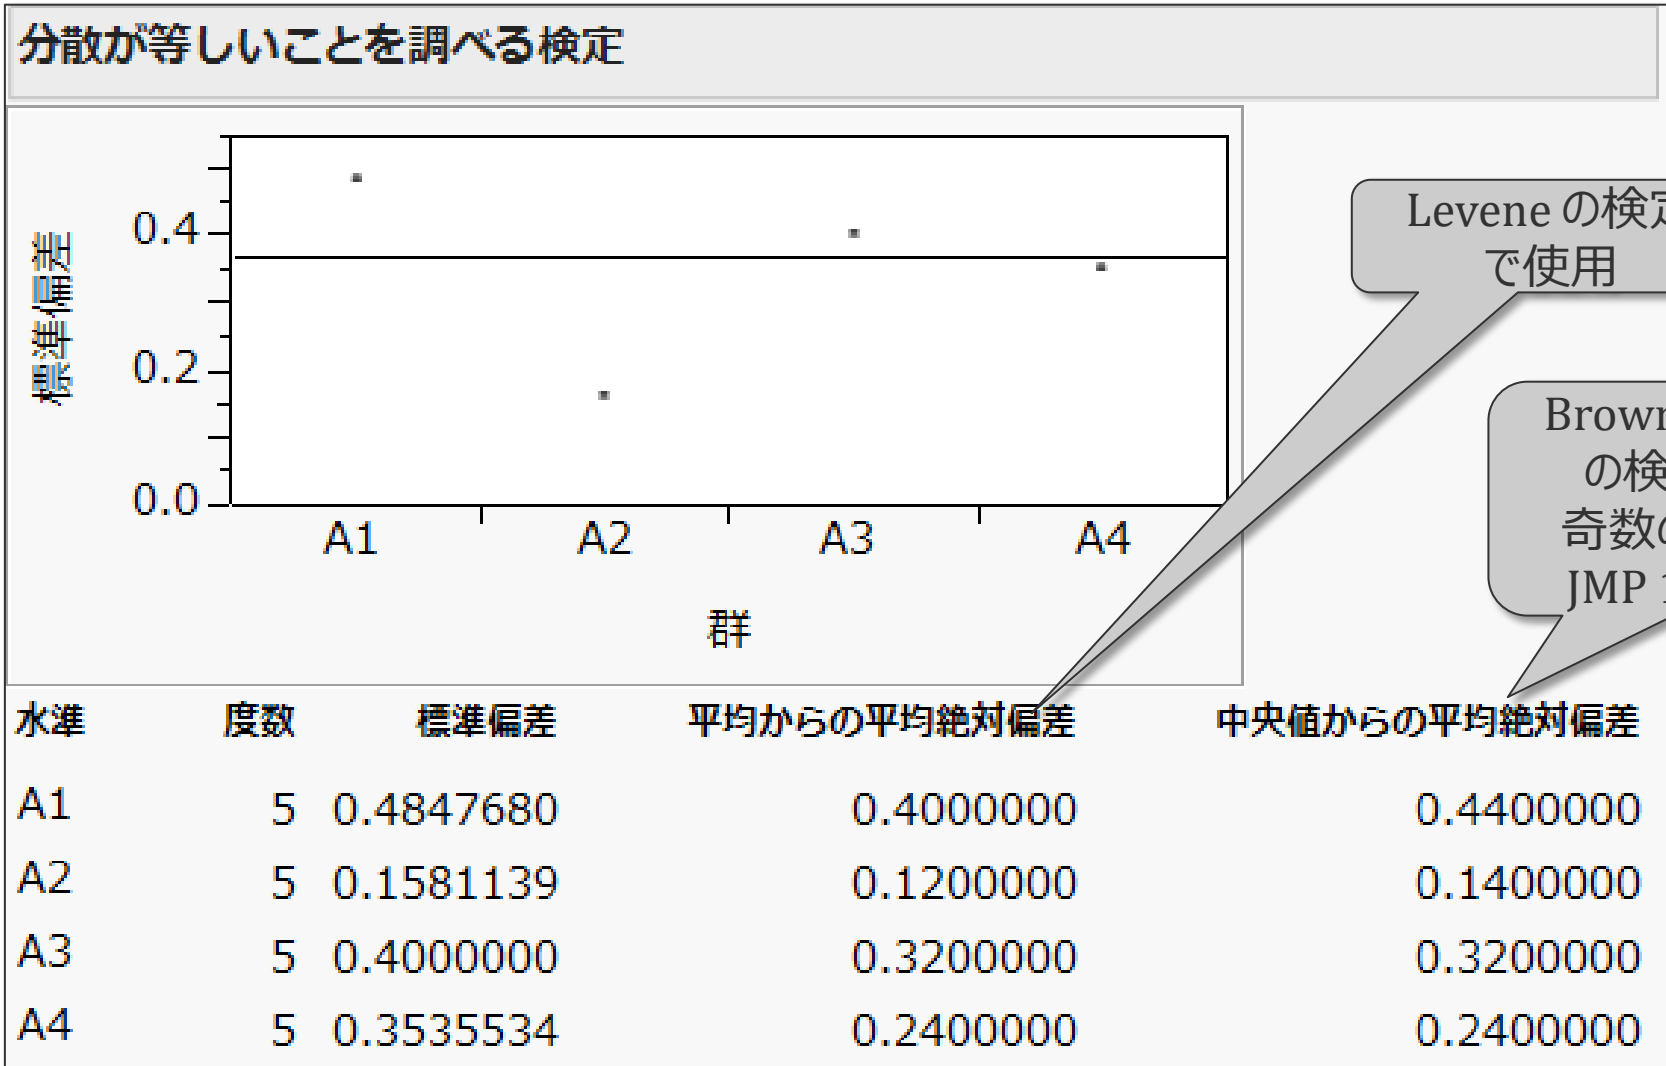 分散が等しいことを調べる検定
標準偏差
0.4
0.2
0.0
A1 A2 A3 A4
群
Levene の検定
で使用
の検
奇数の
JMP
水準 度数 標準偏差 平均からの平均絶対偏差 中央値からの平均絶対偏差
A1 5 0.4847680 0.4000000 0.4400000
A2 5 0.1581139 0.1200000 0.1400000
A3 5 0.4000000 0.3200000 0.3200000
A4 5 0.3535534 0.2400000 0.2400000